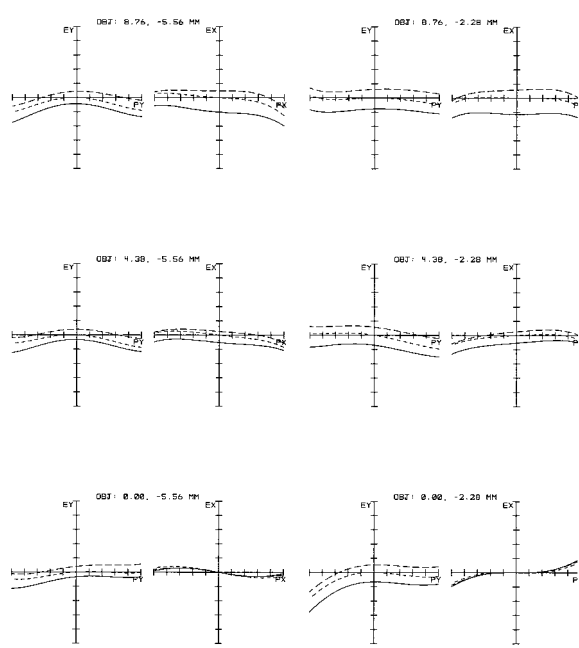 OBJ: 8.76, -5.56 MM
EY EX
PY PX
OBJ: 8.76, -2.28 MM
EY EX
PY P
OBJ: 4.38, -5.56 MM
EY EX
PY PX
OBJ: 4.38, -2.28 MM
EY EX
PY P
OBJ: 0.00, -5.56 MM
EY EX
PY PX
OBJ: 0.00, -2.28 MM
EY EX
PY P